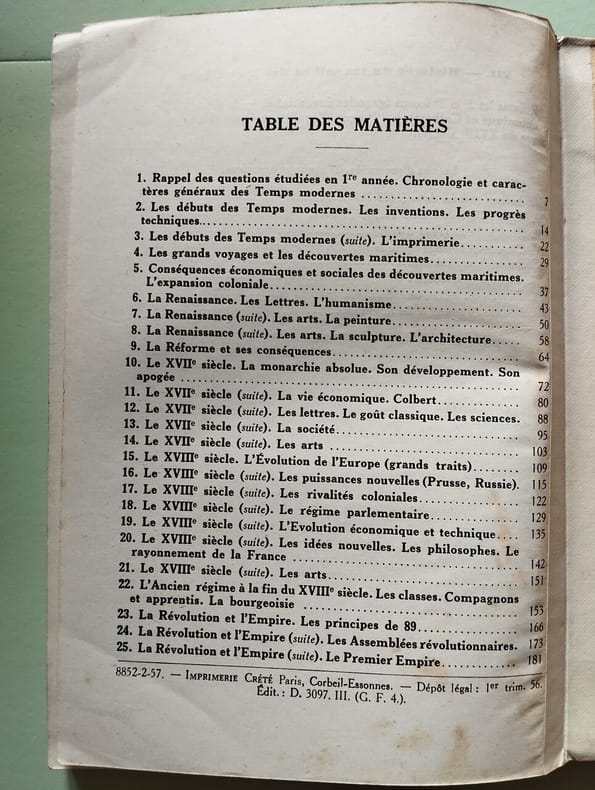 TABLE DES MATIÈRES
1. Rappel des questions étudiées en 1re année. Chronologie et carac-
tères généraux des Temps modernes ........................ 7
2. Les débuts des Temps modernes. Les inventions. Les progrès
techniques.................................................. 14
3. Les débuts des Temps modernes (suite). L'imprimerie.......... 22
4. Les grands voyages et les découvertes maritimes............... 29
5. Conséquences économiques et sociales des découvertes maritimes.
L'expansion coloniale........................................ 37
6. La Renaissance. Les Lettres. L'humanisme..................... 43
7. La Renaissance (suite). Les arts. La peinture................... 50
8. La Renaissance (suite). Les arts. La sculpture. L'architecture..... 58
9. La Réforme et ses conséquences............................. 64
10. Le XVIIe siècle. La monarchie absolue. Son développement. Son
apogée .................................................... 72
11. Le XVIIe siècle (suite). La vie économique. Colbert............. 80
12. Le XVIIe siècle (suite). Les lettres. Le goût classique. Les sciences. 88
13. Le XVIIe siècle (suite). La société............................ 95
14. Le XVIIe siècle (suite). Les arts ............................. 103
15. Le XVIIIe siècle. L'Évolution de l'Europe (grands traits)........ 109
16. Le XVIIIe siècle (suite). Les puissances nouvelles (Prusse, Russie). 115
17. Le XVIIIe siècle (suite). Les rivalités coloniales................ 122
18. Le XVIIIe siècle (suite). Le régime parlementaire.............. 129
19. Le XVIIIe siècle (suite). L'Evolution économique et technique.... 135
20. Le XVIIIe siècle (suite). Les idées nouvelles. Les philosophes. Le
rayonnement de la France .................................. 142
21. Le XVIIIe siècle (suite). Les arts............................. 151
22. L'Ancien régime à la fin du XVIIIe siècle. Les classes. Compagnons
et apprentis. La bourgeoisie ................................ 153
23. La Révolution et l'Empire. Les principes de 89................ 166
24. La Révolution et l'Empire (suite). Les Assemblées révolutionnaires. 173
25. La Révolution et l'Empire (suite). Le Premier Empire........... 181
8852-2-57. — IMPRIMERIE CRÉTÉ Paris, Corbeil-Essonnes. — Dépôt légal : 1er trim. 56.
Édit. : D. 3097. III. (G. F. 4.).